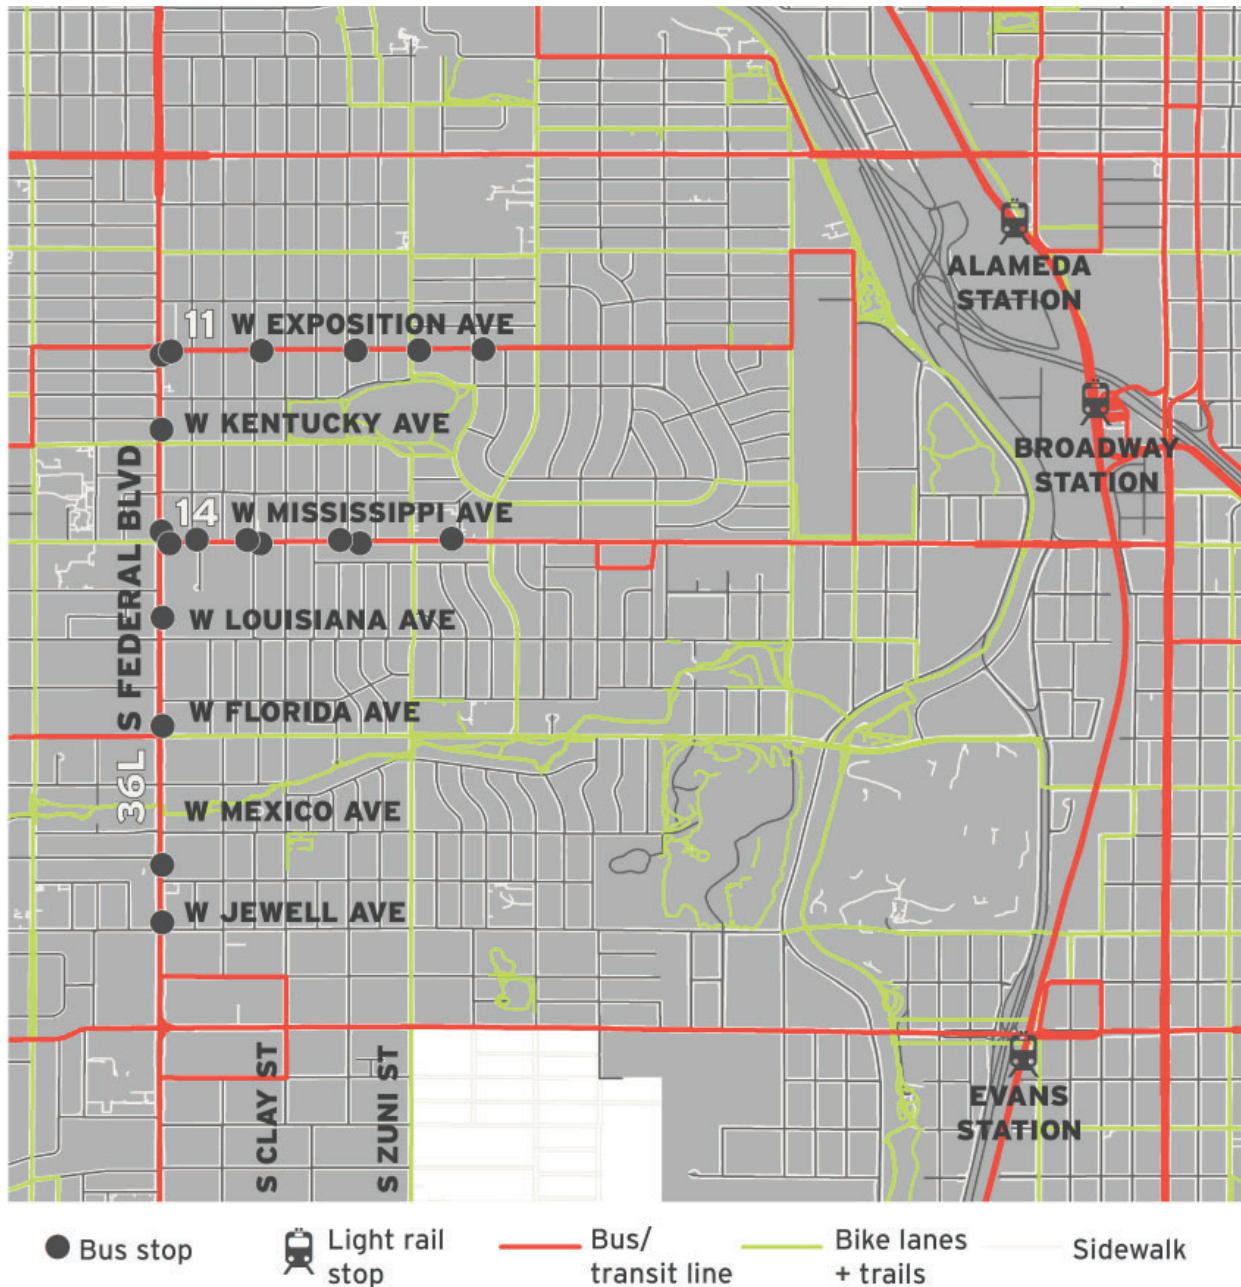 ALAMEDA
STATION
11 W EXPOSITION AVE
BROADWAY
STATION
W KENTUCKY AVE
S FEDERAL BLVD
14 W MISSISSIPPI AVE
W LOUISIANA AVE
W FLORIDA AVE
36L
W MEXICO AVE
W JEWELL AVE
S CLAY ST
S ZUNI ST
EVANS
STATION
Bus stop
Light rail
stop
Bus/
transit line
Bike lanes
+ trails
Sidewalk